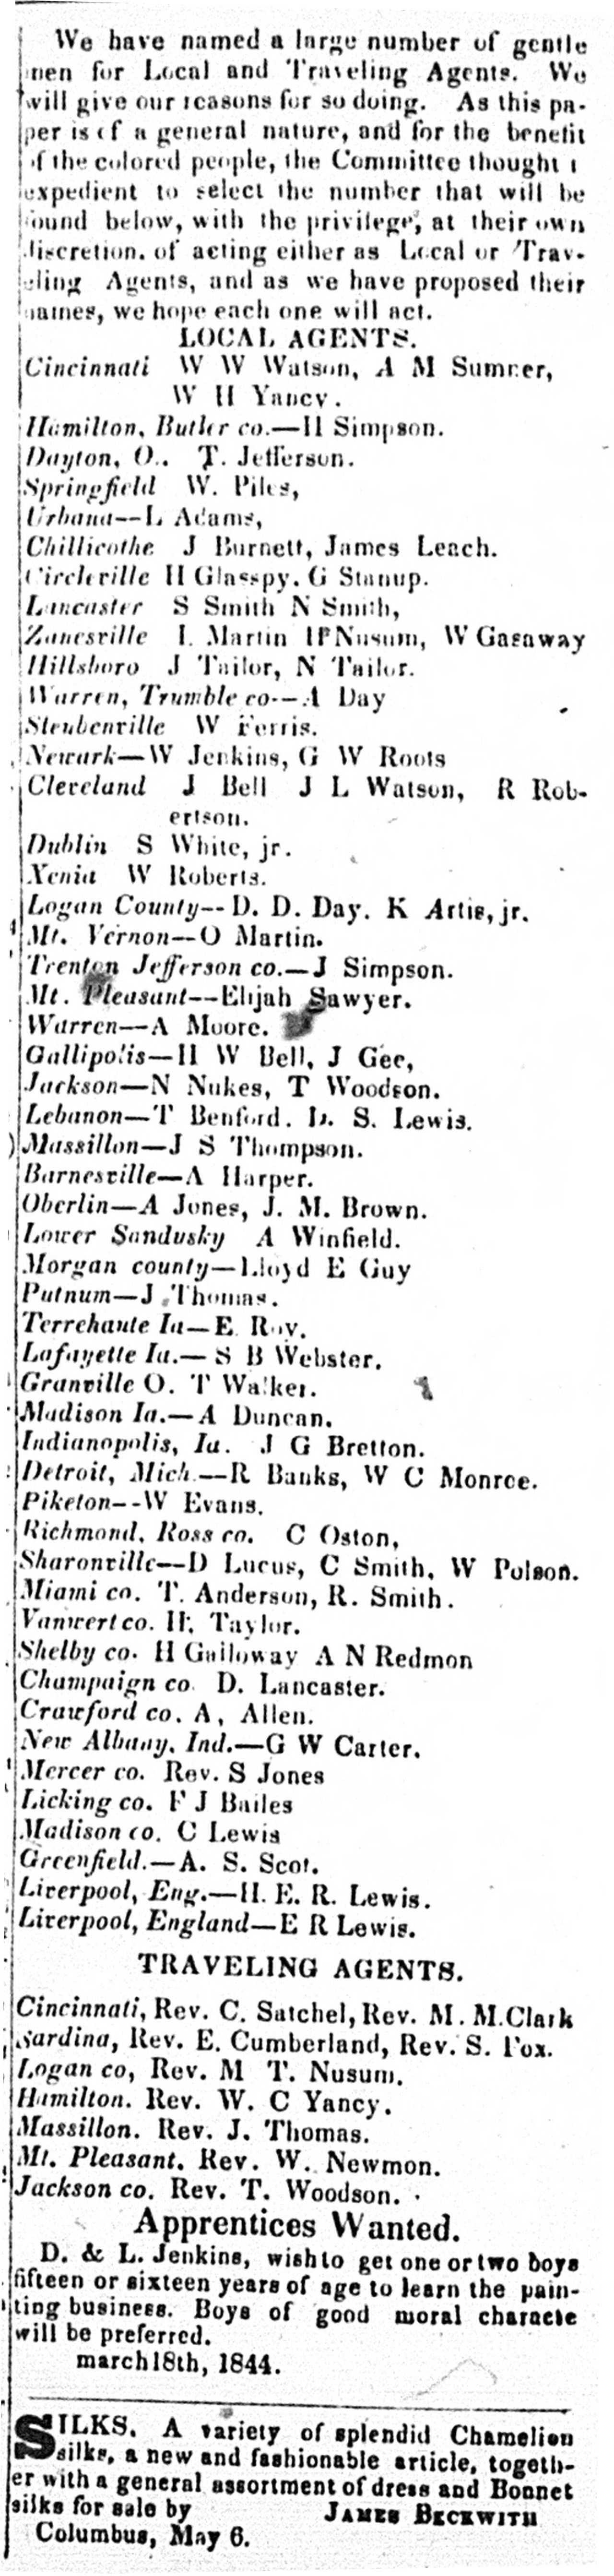 We have named a large number of gentle
men for Local and Traveling Agents. We
will give our reasons for so doing. As this pa-
per is of a general nature, and for the benefit
of the colored people, the Committee thought i
expedient to select the number that will be
found below, with the privilege, at their own
discretion, of acting either as Local or Trav-
eling Agents, and as we have proposed their
names, we hope each one will act.
LOCAL AGENTS.
Cincinnati W W Watson, A M Sumner,
W H Yancy.
Hamilton, Butler co.—H Simpson.
Dayton, O.. T. Jefferson.
Springfield W. Piles,
Urbana—L Adams,
Chillicothe J Burnett, James Leach.
Circleville H Glasspy. G Stanup.
Lancaster S Smith N Smith,
Zanesville I. Martin Nusum, W Gasaway
Hillsboro J Tailor, N Tailor.
Warren, Trumble co-—A Day
Steubenville W Ferris.
Newark—W Jenkins, G W Roots
Cleveland J Bell J L Watson, R Rob-
ertson.
Dublin S White, jr.
Xenia W Roberts.
Logan County-- D. D. Day. K Artis, jr.
Mt. Vernon—O Martin.
Trenton Jefferson co.—J Simpson.
Mt. Pleasant--Elijah Sawyer.
Warren—A Moore.
Gallipolis—H W Bell, J Gee,
Jackson—N Nukes, T Woodson.
Lebanon—T Benford. L. S. Lewis.
Massillon—J S Thompson.
Barnesville—A Harper.
Oberlin—A Jones, J. M. Brown.
Lower Sandusky A Winfield.
Morgan county—Lloyd E Guy
Putnum—J Thomas.
Terrehaute Ia—E. Roy.
Lafayette Ia.— S B Webster.
Granville O. T Walker.
Madison Ia.—A Duncan.
Indianopolis, Ia. J G Bretton.
Detroit, Mich.—R Banks, W C Monroe.
Piketon--W Evans.
Richmond, Ross co. C Oston,
Sharonville—D Lucus, C Smith, W Polson.
Miami co. T. Anderson, R. Smith.
Vanwert co. Taylor.
Shelby co. H Galloway A N Redmon
Champaign co. D. Lancaster.
Crawford co. A, Allen.
New Albany, Ind.—G W Carter.
Mercer co. Rev. S Jones
Licking co. F J Bailes
Madison co. C Lewis
Greenfield.—A. S. Scot.
Liverpool, Eng.—H. E. R. Lewis.
Liverpool, England—E R Lewis.
TRAVELING AGENTS.
Cincinnati, Rev. C. Satchel, Rev. M. M. Clark
Sardina, Rev. E. Cumberland, Rev. S. Fox.
Logan co, Rev. M T. Nusum.
Hamilton. Rev. W. C Yancy.
Massillon. Rev. J. Thomas.
Mt. Pleasant. Rev. W. Newmon.
Jackson co. Rev. T. Woodson.
Apprentices Wanted.
D. & L. Jenkins, wish to get one or two boys
fifteen or sixteen years of age to learn the pain-
ting business. Boys of good moral characte
will be preferred.
march 18th, 1844.
SILKS. A variety of splendid Chamelion
silks, a new and fashionable article, togeth-
er with a general assortment of dress and Bonnet
silks for sale by JAMES BECKWITH
Columbus, May 6.